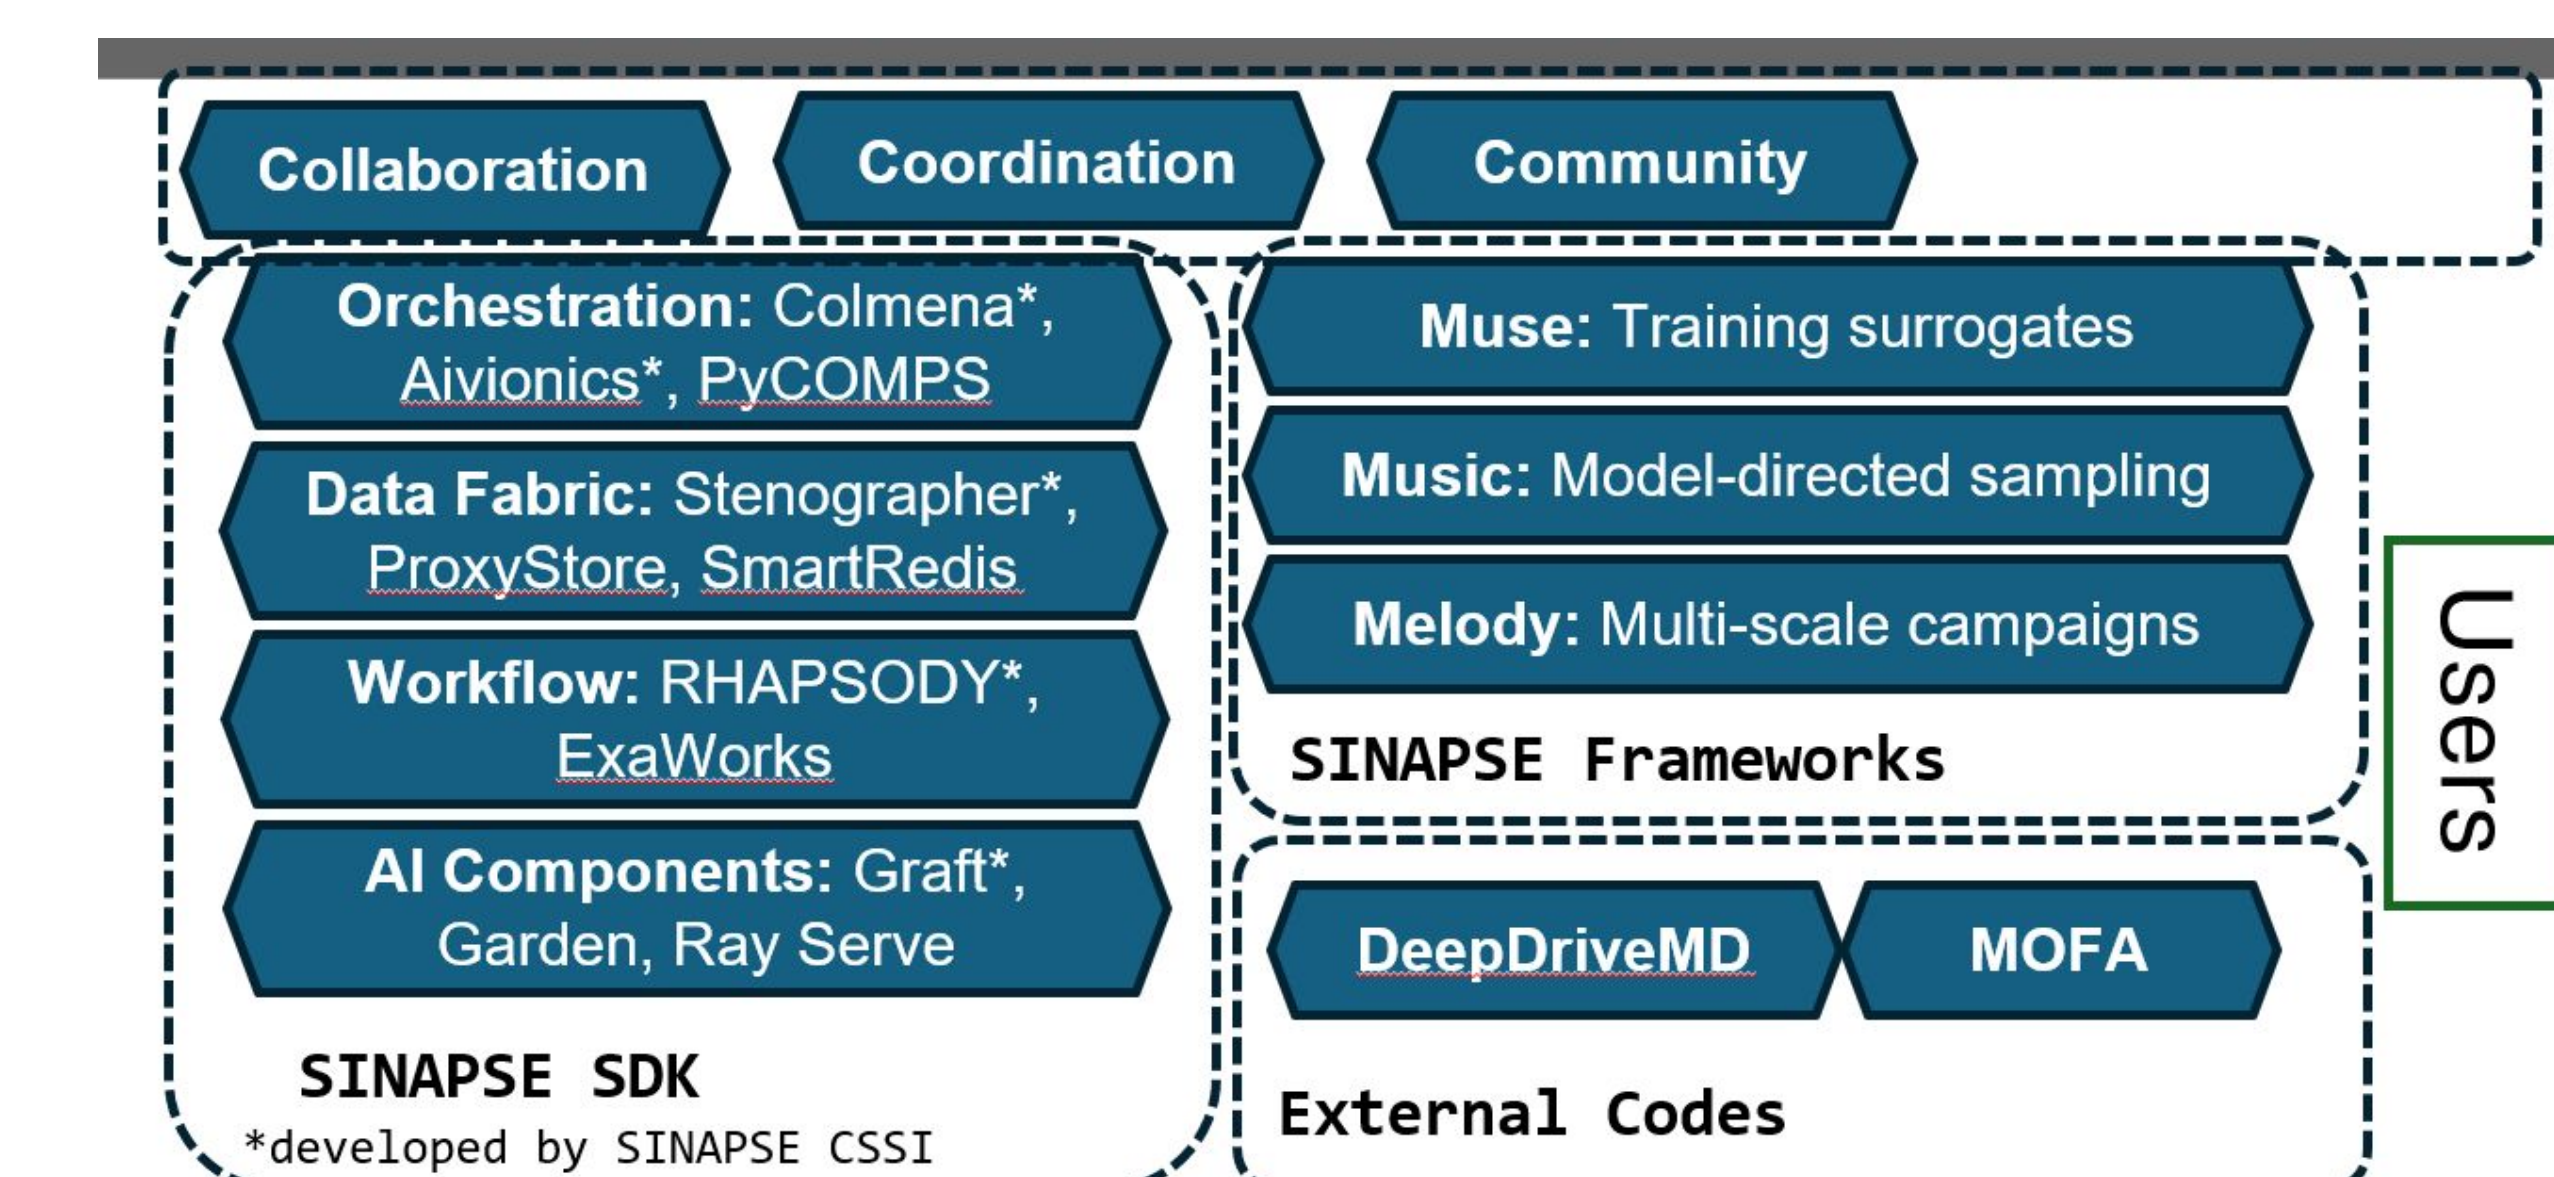 Collaboration
Coordination
Community
Orchestration: Colmena*,
Aivionics*, PyCOMPS
Data Fabric: Stenographer*,
ProxyStore, SmartRedis
Workflow: RHAPSODY*,
ExaWorks
AI Components: Graft*,
Garden, Ray Serve
SINAPSE SDK
*developed by SINAPSE CSSI
Muse: Training surrogates
Music: Model-directed sampling
Melody: Multi-scale campaigns
SINAPSE Frameworks
DeepDriveMD
MOFA
External Codes
Users